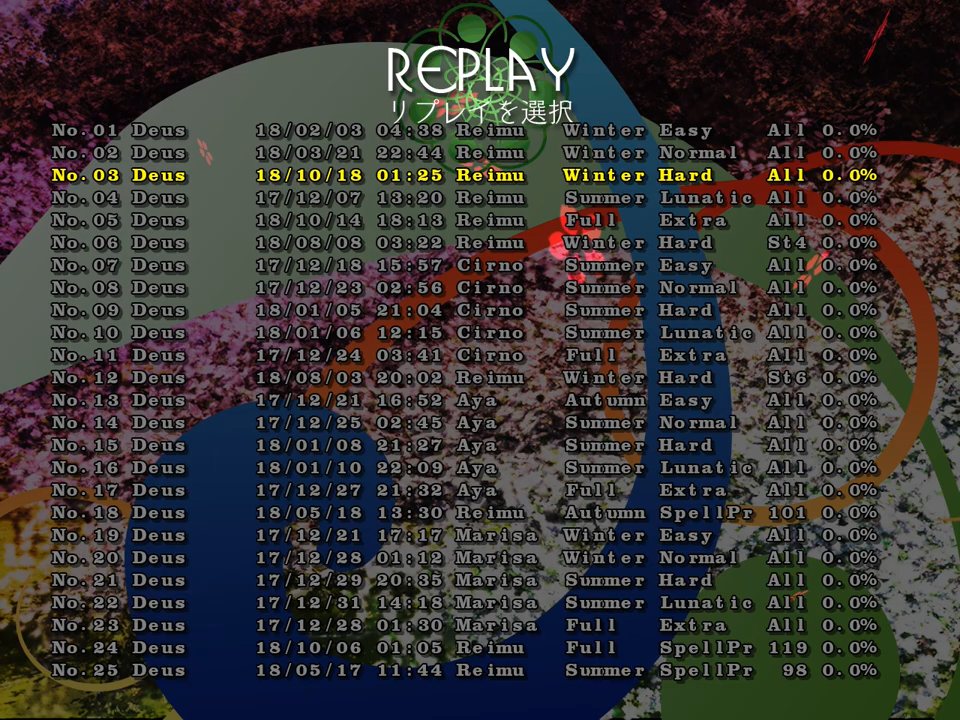 REPLAY
リプレイを選択
No.01 Deus 18/02/03 04:38 Reimu Winter Easy All 0.0%
No.02 Deus 18/03/21 22:44 Reimu Winter Normal All 0.0%
No.03 Deus 18/10/18 01:25 Reimu Winter Hard All 0.0%
No.04 Deus 17/12/07 13:20 Reimu Summer Lunatic All 0.0%
No.05 Deus 18/10/14 18:13 Reimu Full Extra All 0.0%
No.06 Deus 18/08/08 03:22 Reimu Winter Hard St4 0.0%
No.07 Deus 17/12/18 15:57 Cirno Summer Easy All 0.0%
No.08 Deus 17/12/23 02:56 Cirno Summer Normal All 0.0%
No.09 Deus 18/01/05 21:04 Cirno Summer Hard All 0.0%
No.10 Deus 18/01/06 12:15 Cirno Summer Lunatic All 0.0%
No.11 Deus 17/12/24 03:41 Cirno Full Extra All 0.0%
No.12 Deus 18/08/03 20:02 Reimu Winter Hard St6 0.0%
No.13 Deus 17/12/21 16:52 Aya Autumn Easy All 0.0%
No.14 Deus 17/12/25 02:45 Aya Summer Normal All 0.0%
No.15 Deus 18/01/08 21:27 Aya Summer Hard All 0.0%
No.16 Deus 18/01/10 22:09 Aya Summer Lunatic All 0.0%
No.17 Deus 17/12/27 21:32 Aya Full Extra All 0.0%
No.18 Deus 18/05/18 13:30 Reimu Autumn SpellPr 101 0.0%
No.19 Deus 17/12/21 17:17 Marisa Winter Easy All 0.0%
No.20 Deus 17/12/28 01:12 Marisa Winter Normal All 0.0%
No.21 Deus 17/12/29 20:35 Marisa Summer Hard All 0.0%
No.22 Deus 17/12/31 14:18 Marisa Summer Lunatic All 0.0%
No.23 Deus 17/12/28 01:30 Marisa Full Extra All 0.0%
No.24 Deus 18/10/06 01:05 Reimu Full SpellPr 119 0.0%
No.25 Deus 18/05/17 11:44 Reimu Summer SpellPr 98 0.0%